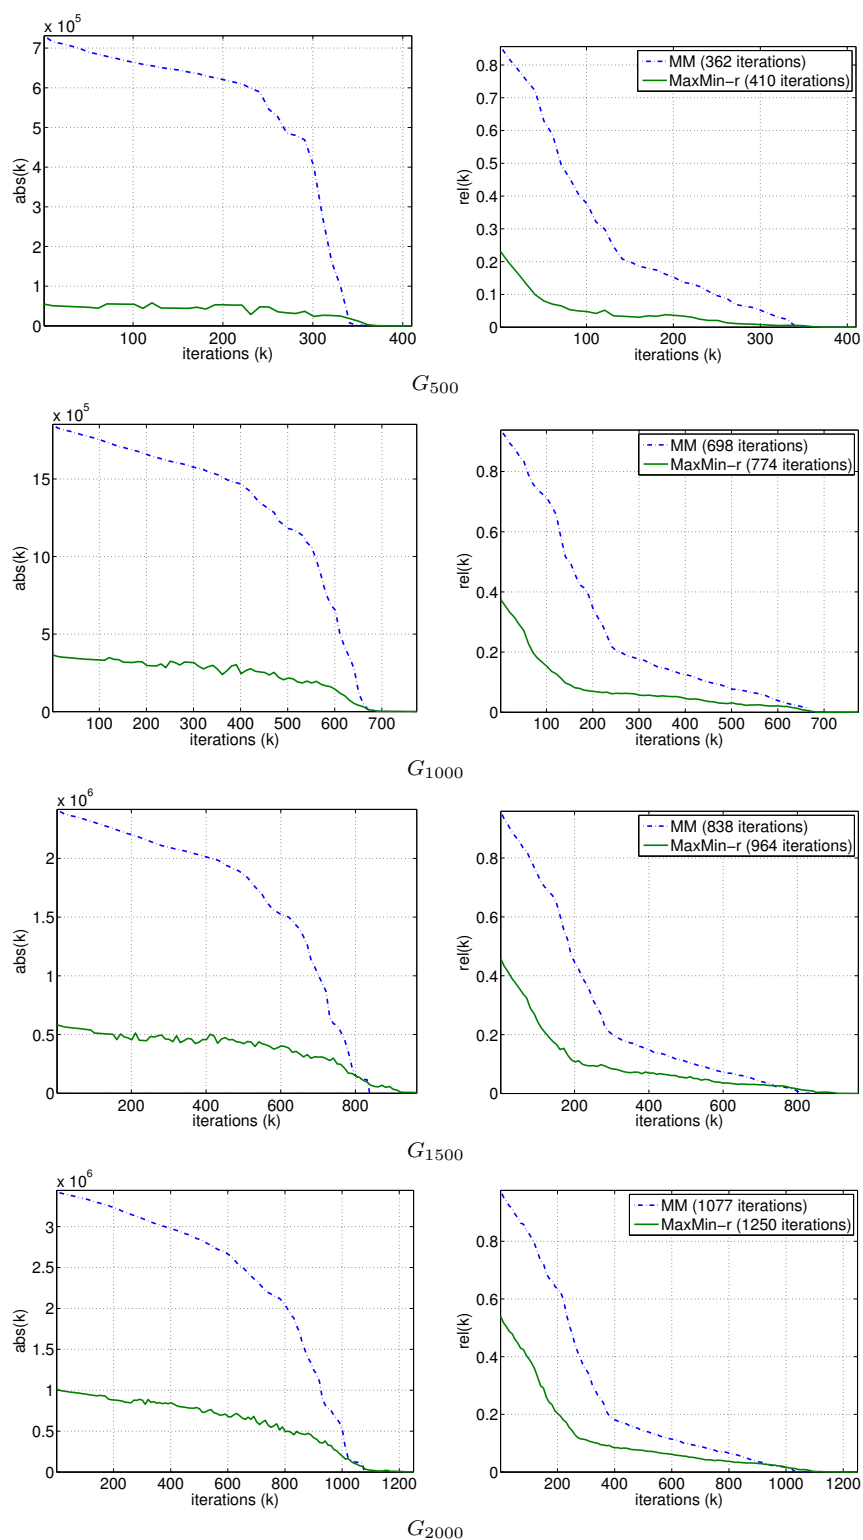 x 10^5
7
6
5
4
3
2
1
0
abs(k)
100 200 300 400
iterations (k)
0.8
0.7
0.6
0.5
0.4
0.3
0.2
0.1
0
rel(k)
MM (362 iterations)
MaxMin−r (410 iterations)
100 200 300 400
iterations (k)
G_500
x 10^5
15
10
5
0
abs(k)
100 200 300 400 500 600 700
iterations (k)
0.8
0.6
0.4
0.2
0
rel(k)
MM (698 iterations)
MaxMin−r (774 iterations)
100 200 300 400 500 600 700
iterations (k)
G_1000
x 10^6
2
1.5
1
0.5
0
abs(k)
200 400 600 800
iterations (k)
0.8
0.6
0.4
0.2
0
rel(k)
MM (838 iterations)
MaxMin−r (964 iterations)
200 400 600 800
iterations (k)
G_1500
x 10^6
3
2.5
2
1.5
1
0.5
0
abs(k)
200 400 600 800 1000 1200
iterations (k)
0.8
0.6
0.4
0.2
0
rel(k)
MM (1077 iterations)
MaxMin−r (1250 iterations)
200 400 600 800 1000 1200
iterations (k)
G_2000